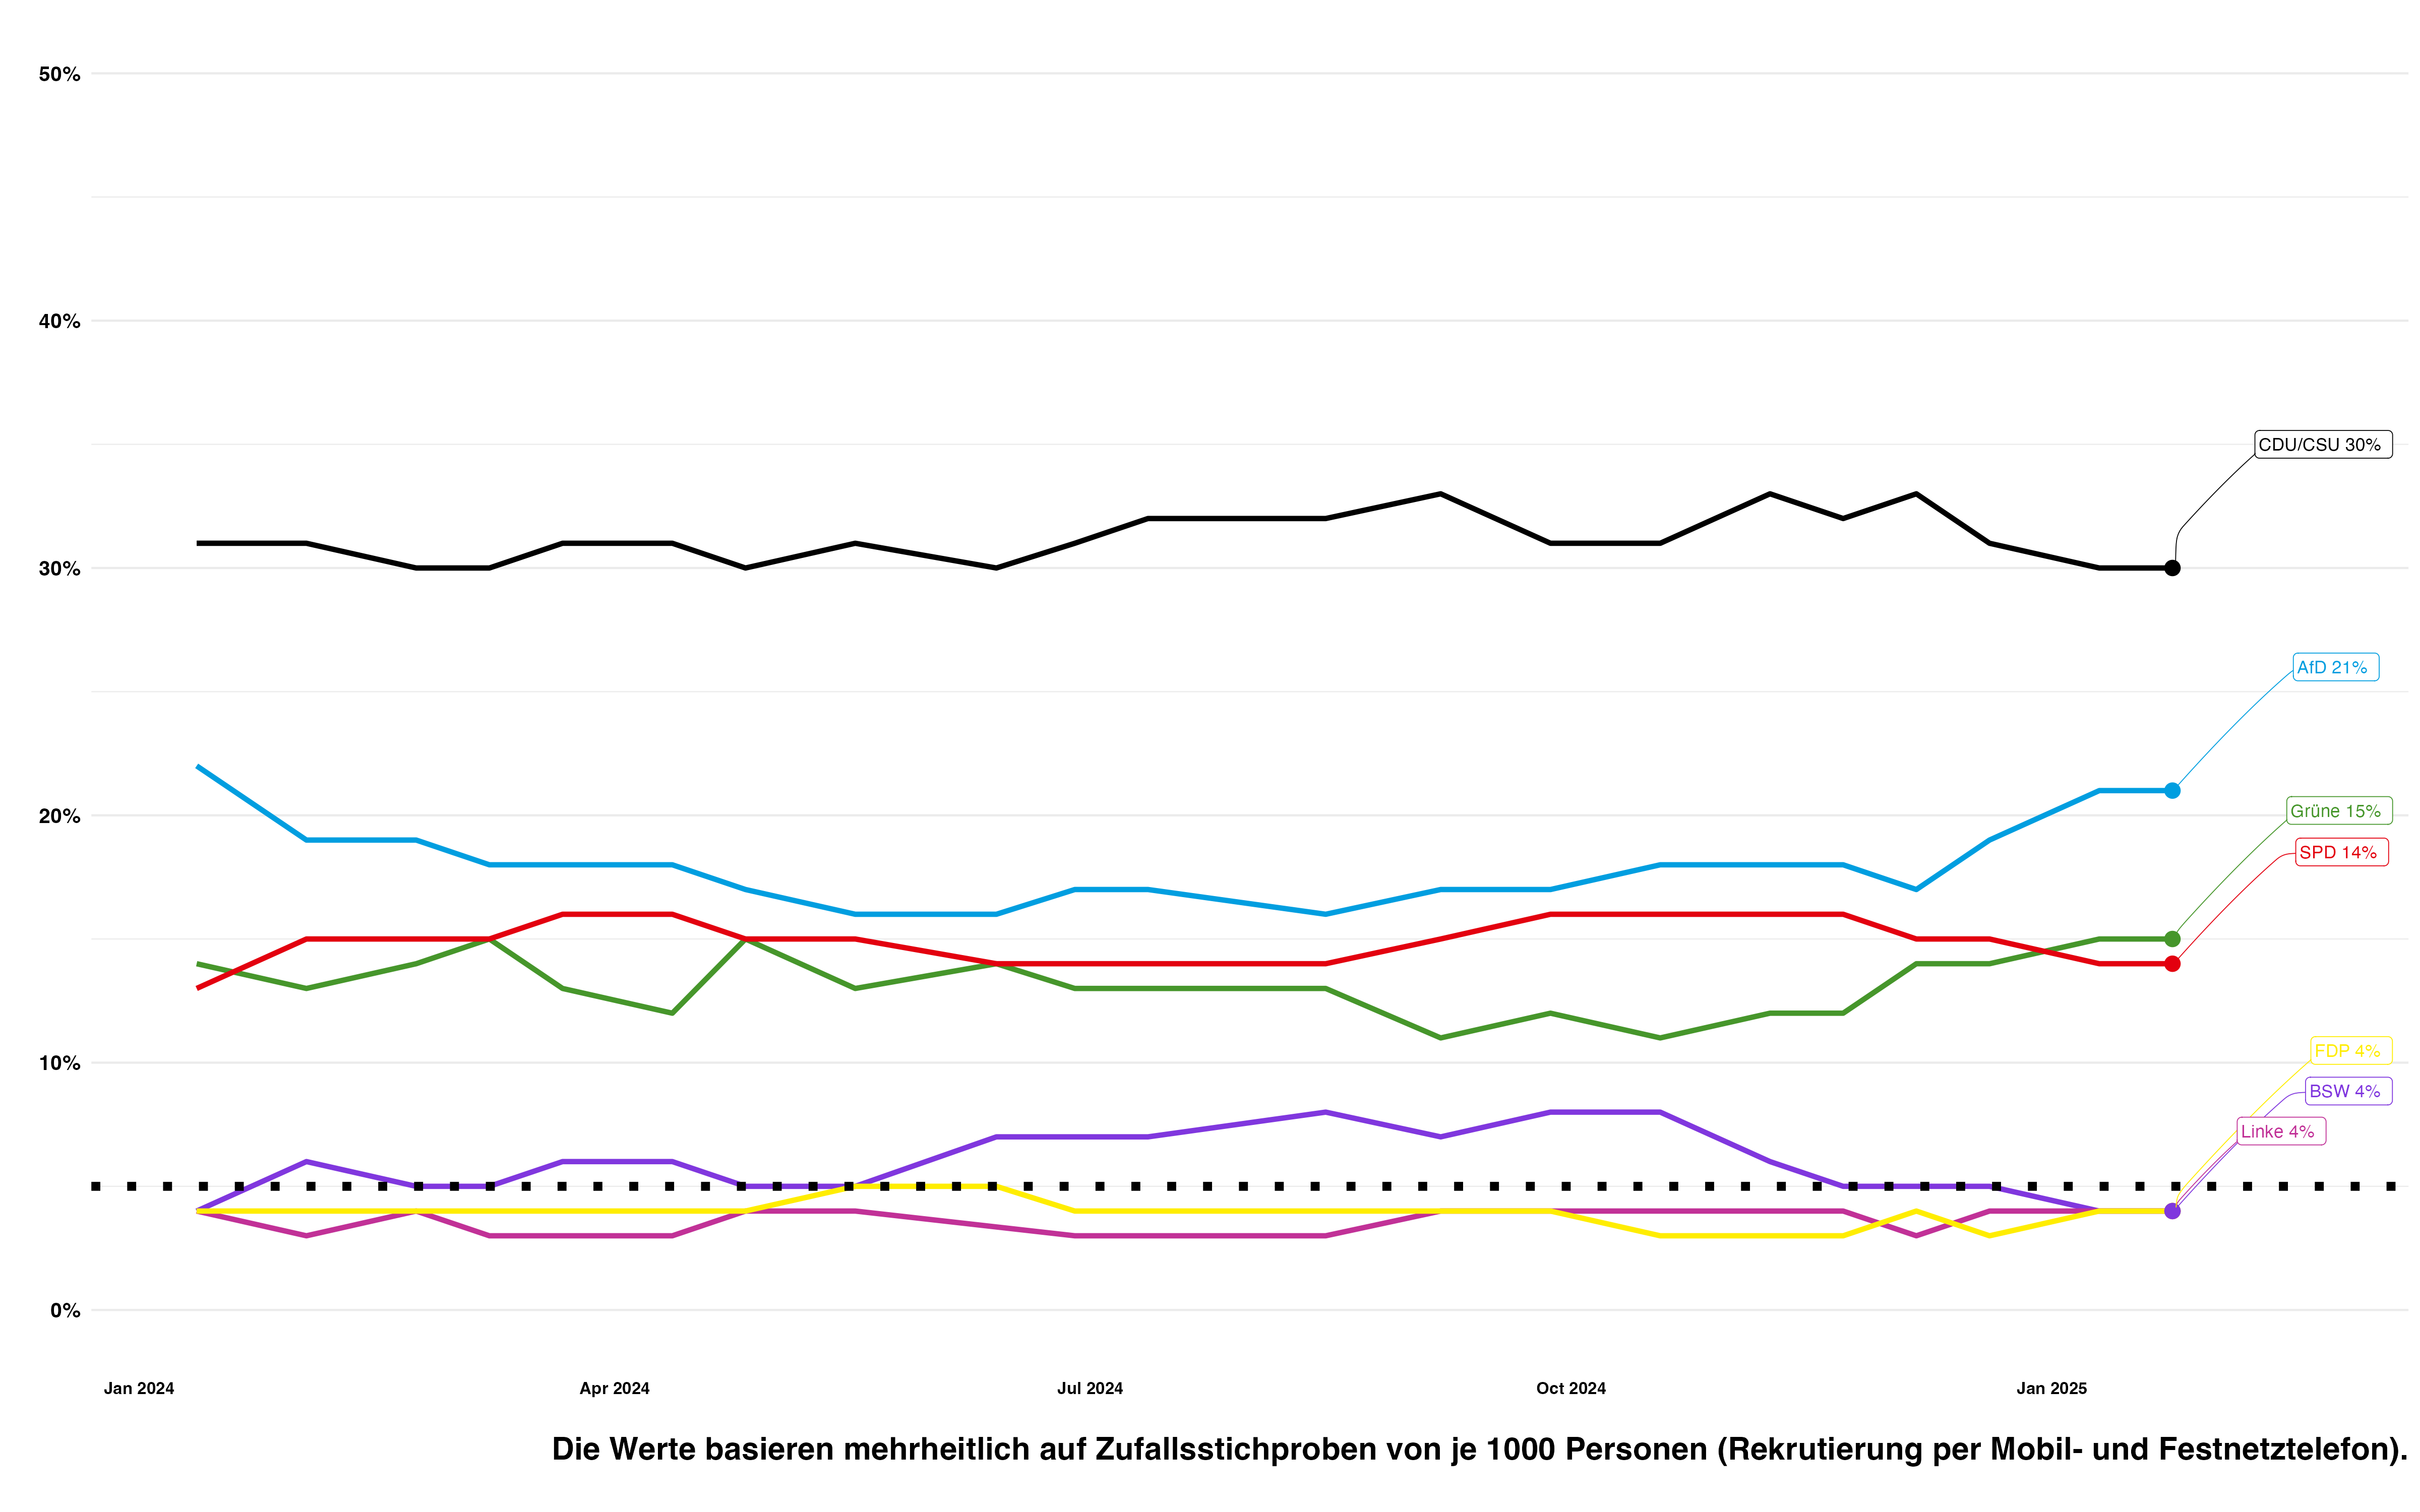 50%
40%
30%
20%
10%
0%
CDU/CSU 30%
AfD 21%
Grüne 15%
SPD 14%
FDP 4%
BSW 4%
Linke 4%
Jan 2024 Apr 2024 Jul 2024 Oct 2024 Jan 2025
Die Werte basieren mehrheitlich auf Zufallsstichproben von je 1000 Personen (Rekrutierung per Mobil- und Festnetztelefon).